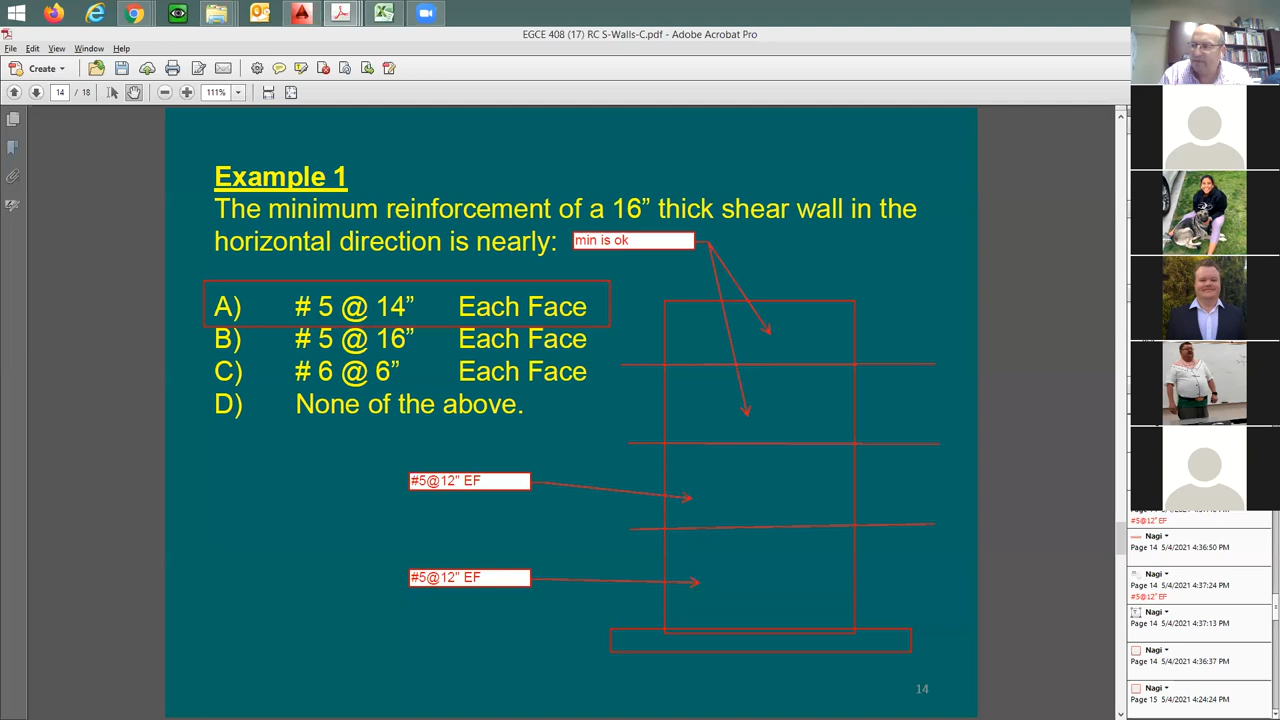 EGCE 408 (17) RC S-Walls-C.pdf - Adobe Acrobat Pro
File Edit View Window Help
Create
14 / 18 111%
Example 1
The minimum reinforcement of a 16” thick shear wall in the
horizontal direction is nearly:
min is ok
A) # 5 @ 14” Each Face
B) # 5 @ 16” Each Face
C) # 6 @ 6” Each Face
D) None of the above.
#5@12” EF
#5@12” EF
14
#5@12” EF
Nagi
Page 14 5/4/2021 4:36:50 PM
Nagi
Page 14 5/4/2021 4:37:24 PM
#5@12” EF
Nagi
Page 14 5/4/2021 4:37:13 PM
Nagi
Page 14 5/4/2021 4:36:37 PM
Nagi
Page 15 5/4/2021 4:24:24 PM